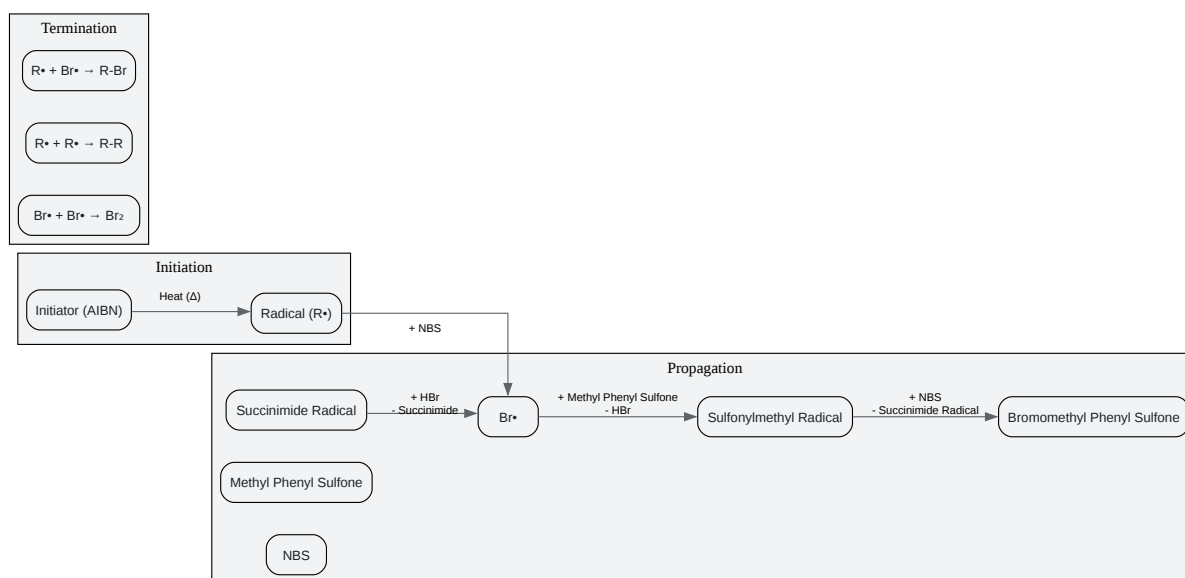 Termination
R• + Br• → R-Br
R• + R• → R-R
Br• + Br• → Br₂
Initiation
Initiator (AIBN)
Heat (Δ)
Radical (R•)
+ NBS
Propagation
Succinimide Radical
+ HBr
- Succinimide
Br•
+ Methyl Phenyl Sulfone
- HBr
Sulfonylmethyl Radical
+ NBS
- Succinimide Radical
Bromomethyl Phenyl Sulfone
Methyl Phenyl Sulfone
NBS